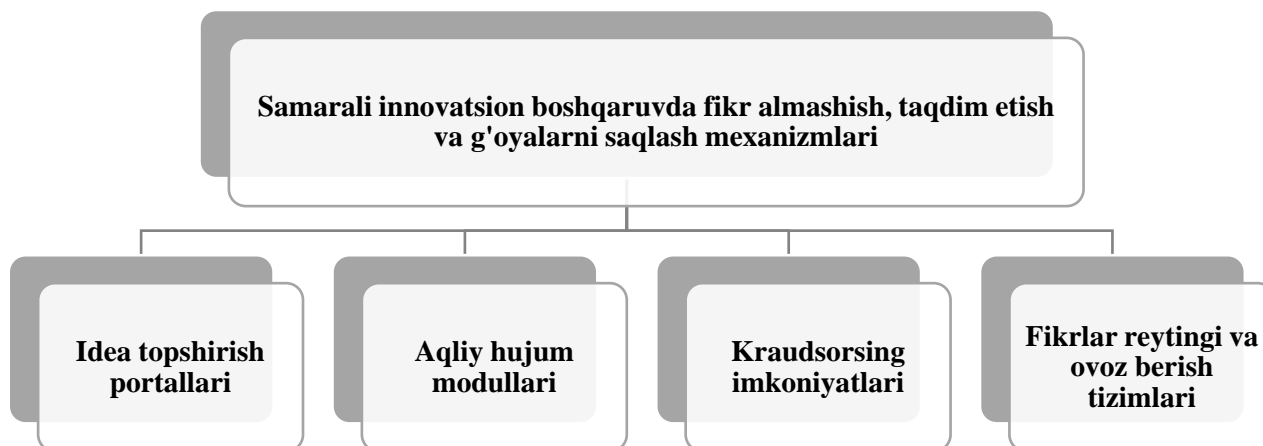 Samarali innovatsion boshqaruvda fikr almashish, taqdim etish
va g'oyalarni saqlash mexanizmlari
Idea topshirish
portallari
Aqliy hujum
modullari
Kraudsorsing
imkoniyatlari
Fikrlar reytingi va
ovoz berish
tizimlari